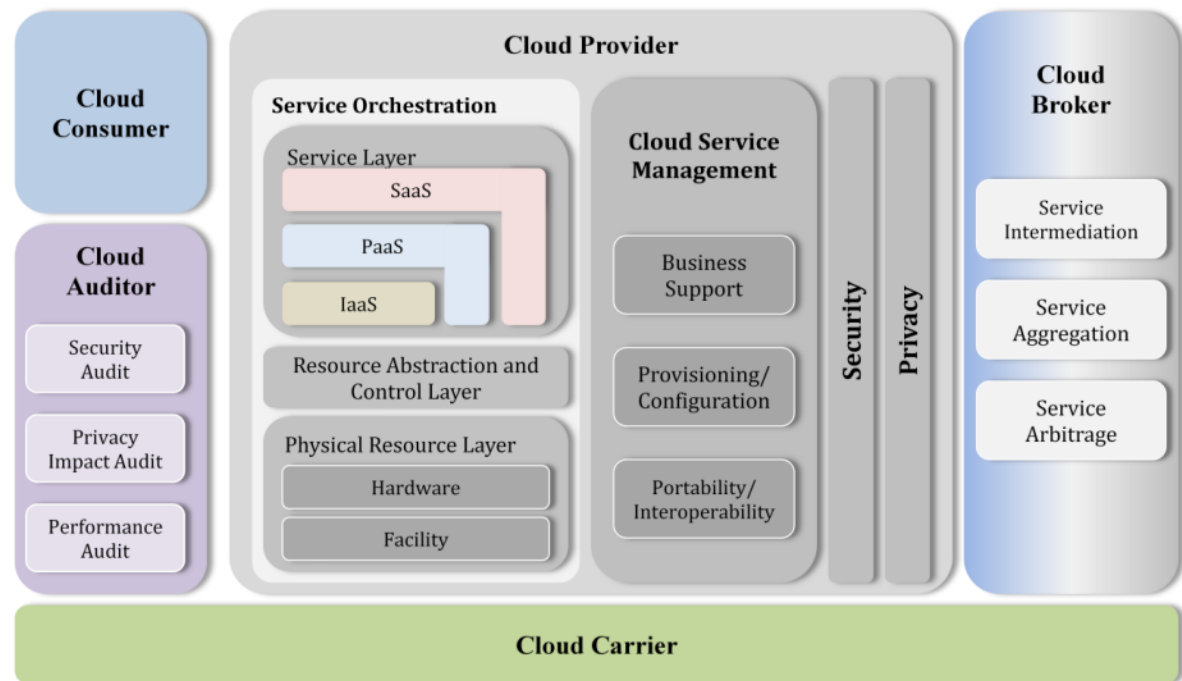 Cloud
Consumer
Cloud
Auditor
Security
Audit
Privacy
Impact Audit
Performance
Audit
Cloud Provider
Service Orchestration
Service Layer
SaaS
PaaS
IaaS
Resource Abstraction and
Control Layer
Physical Resource Layer
Hardware
Facility
Cloud Service
Management
Business
Support
Provisioning/
Configuration
Portability/
Interoperability
Security
Privacy
Cloud
Broker
Service
Intermediation
Service
Aggregation
Service
Arbitrage
Cloud Carrier